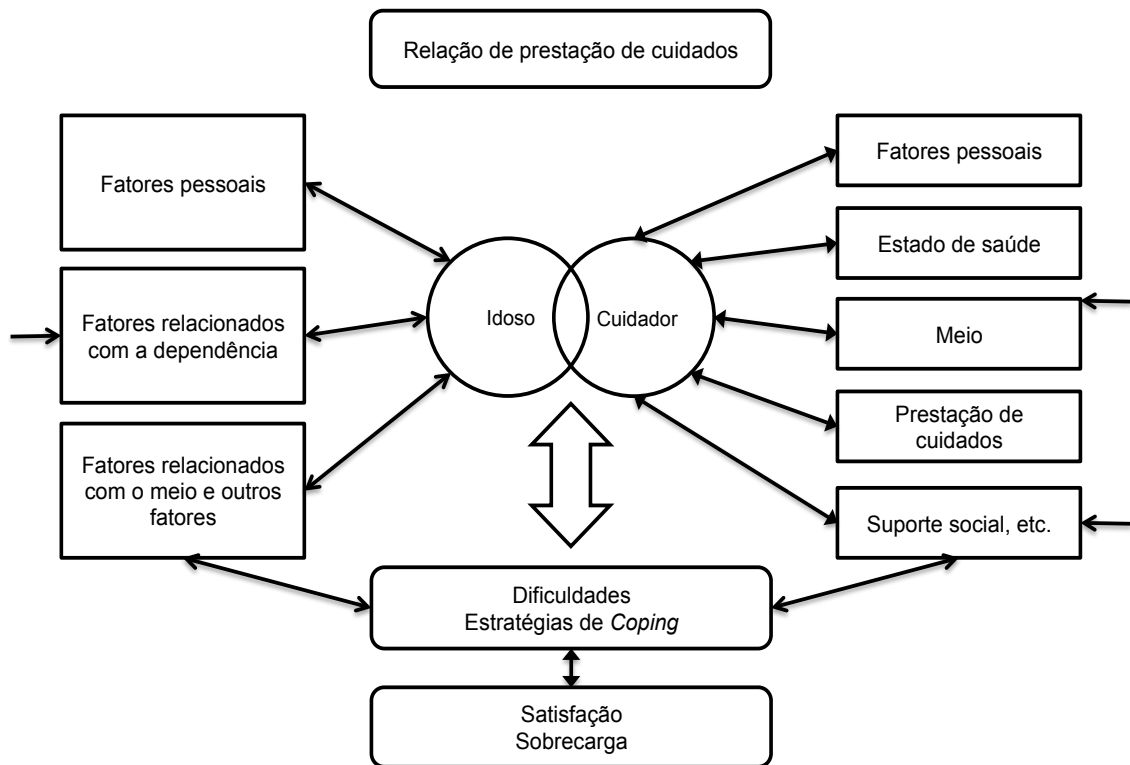 Relação de prestação de cuidados
Fatores pessoais
Fatores relacionados
com a dependência
Fatores relacionados
com o meio e outros
fatores
Idoso
Cuidador
Fatores pessoais
Estado de saúde
Meio
Prestação de
cuidados
Suporte social, etc.
Dificuldades
Estratégias de Coping
Satisfação
Sobrecarga